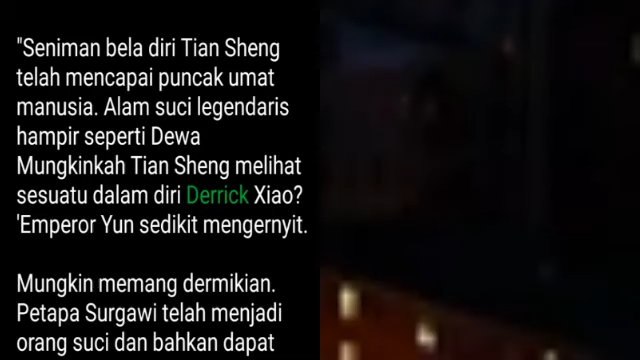 "Seniman bela diri Tian Sheng
telah mencapai puncak umat
manusia. Alam suci legendaris
hampir seperti Dewa
Mungkinkah Tian Sheng melihat
sesuatu dalam diri Derrick Xiao?
'Emperor Yun sedikit mengernyit.
Mungkin memang dermikian.
Petapa Surgawi telah menjadi
orang suci dan bahkan dapat